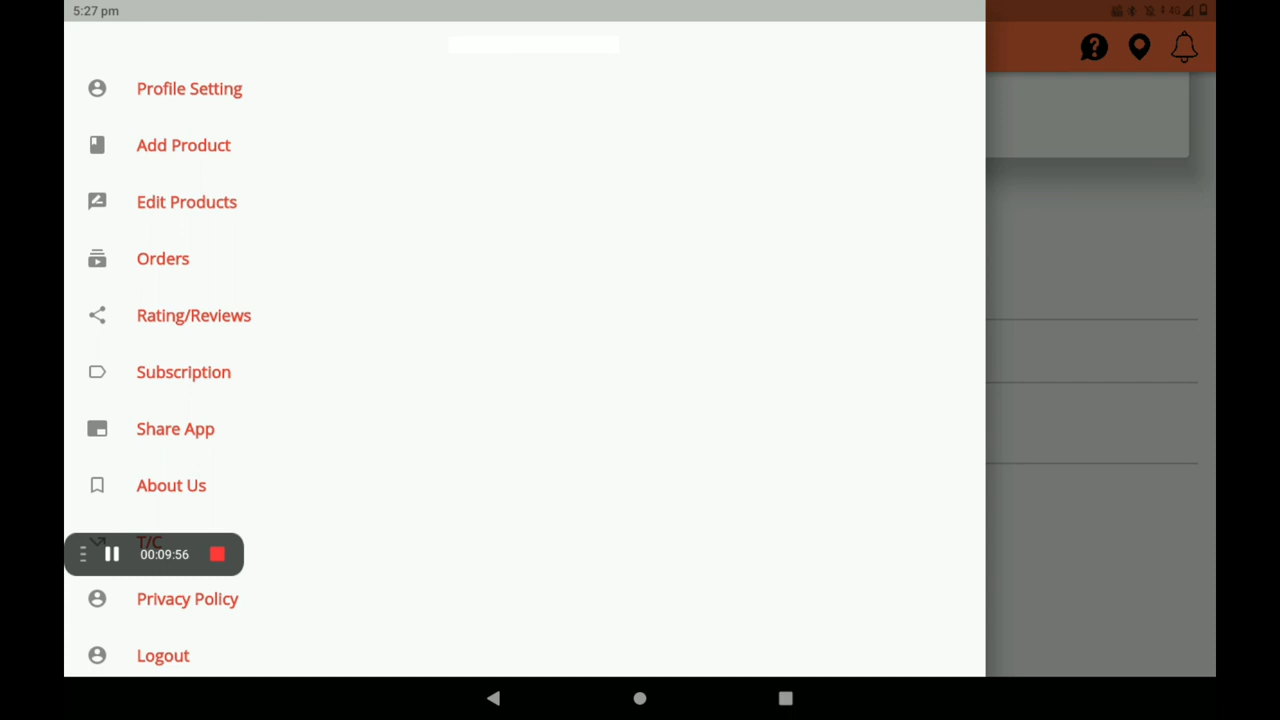 5:27 pm
4G
Profile Setting
Add Product
Edit Products
Orders
Rating/Reviews
Subscription
Share App
About Us
T/C
00:09:56
Privacy Policy
Logout